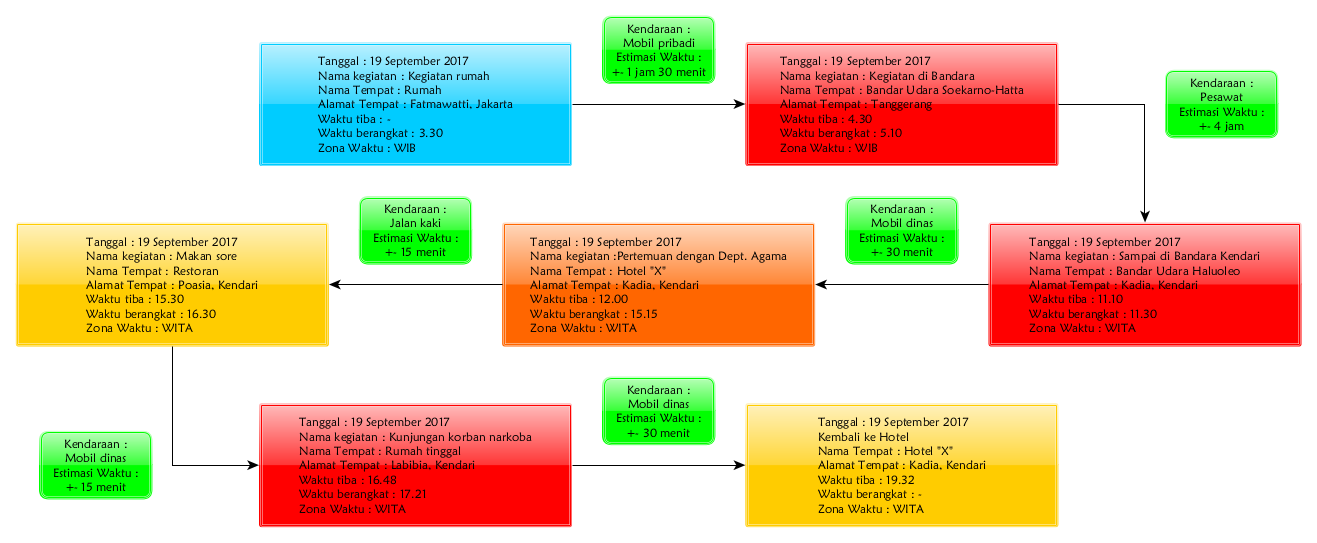 Tanggal : 19 September 2017
Nama kegiatan : Kegiatan rumah
Nama Tempat : Rumah
Alamat Tempat : Fatmawatti, Jakarta
Waktu tiba : -
Waktu berangkat : 3.30
Zona Waktu : WIB
Kendaraan :
Mobil pribadi
Estimasi Waktu :
+- 1 jam 30 menit
Tanggal : 19 September 2017
Nama kegiatan : Kegiatan di Bandara
Nama Tempat : Bandar Udara Soekarno-Hatta
Alamat Tempat : Tanggerang
Waktu tiba : 4.30
Waktu berangkat : 5.10
Zona Waktu : WIB
Kendaraan :
Pesawat
Estimasi Waktu :
+- 4 jam
Tanggal : 19 September 2017
Nama kegiatan : Sampai di Bandara Kendari
Nama Tempat : Bandar Udara Haluoleo
Alamat Tempat : Kadia, Kendari
Waktu tiba : 11.10
Waktu berangkat : 11.30
Zona Waktu : WITA
Kendaraan :
Mobil dinas
Estimasi Waktu :
+- 30 menit
Tanggal : 19 September 2017
Nama kegiatan :Pertemuan dengan Dept. Agama
Nama Tempat : Hotel "X"
Alamat Tempat : Kadia, Kendari
Waktu tiba : 12.00
Waktu berangkat : 15.15
Zona Waktu : WITA
Kendaraan :
Jalan kaki
Estimasi Waktu :
+- 15 menit
Tanggal : 19 September 2017
Nama kegiatan : Makan sore
Nama Tempat : Restoran
Alamat Tempat : Poasia, Kendari
Waktu tiba : 15.30
Waktu berangkat : 16.30
Zona Waktu : WITA
Kendaraan :
Mobil dinas
Estimasi Waktu :
+- 15 menit
Tanggal : 19 September 2017
Nama kegiatan : Kunjungan korban narkoba
Nama Tempat : Rumah tinggal
Alamat Tempat : Labibia, Kendari
Waktu tiba : 16.48
Waktu berangkat : 17.21
Zona Waktu : WITA
Kendaraan :
Mobil dinas
Estimasi Waktu :
+- 30 menit
Tanggal : 19 September 2017
Kembali ke Hotel
Nama Tempat : Hotel "X"
Alamat Tempat : Kadia, Kendari
Waktu tiba : 19.32
Waktu berangkat : -
Zona Waktu : WITA